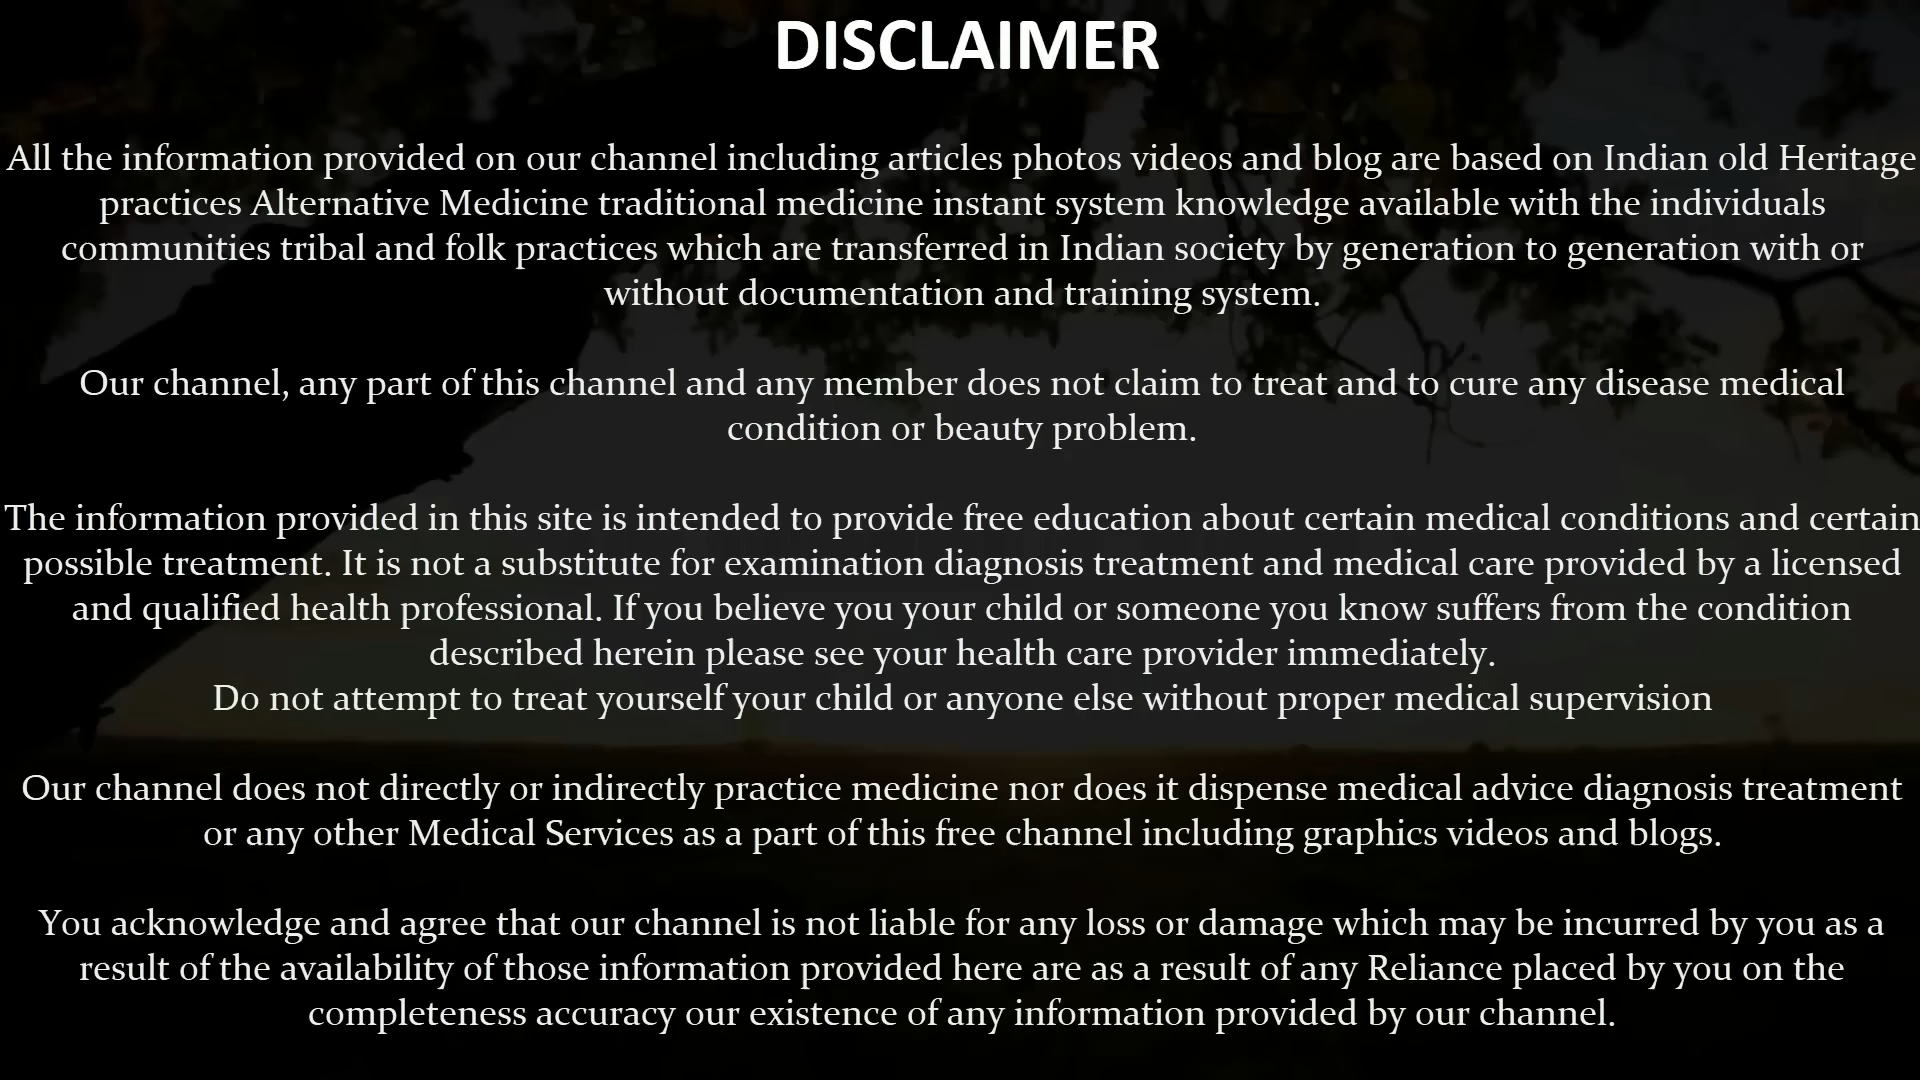 DISCLAIMER
All the information provided on our channel including articles photos videos and blog are based on Indian old Heritage
practices Alternative Medicine traditional medicine instant system knowledge available with the individuals
communities tribal and folk practices which are transferred in Indian society by generation to generation with or
without documentation and training system.
Our channel, any part of this channel and any member does not claim to treat and to cure any disease medical
condition or beauty problem.
The information provided in this site is intended to provide free education about certain medical conditions and certain
possible treatment. It is not a substitute for examination diagnosis treatment and medical care provided by a licensed
and qualified health professional. If you believe you your child or someone you know suffers from the condition
described herein please see your health care provider immediately.
Do not attempt to treat yourself your child or anyone else without proper medical supervision
Our channel does not directly or indirectly practice medicine nor does it dispense medical advice diagnosis treatment
or any other Medical Services as a part of this free channel including graphics videos and blogs.
You acknowledge and agree that our channel is not liable for any loss or damage which may be incurred by you as a
result of the availability of those information provided here are as a result of any Reliance placed by you on the
completeness accuracy our existence of any information provided by our channel.